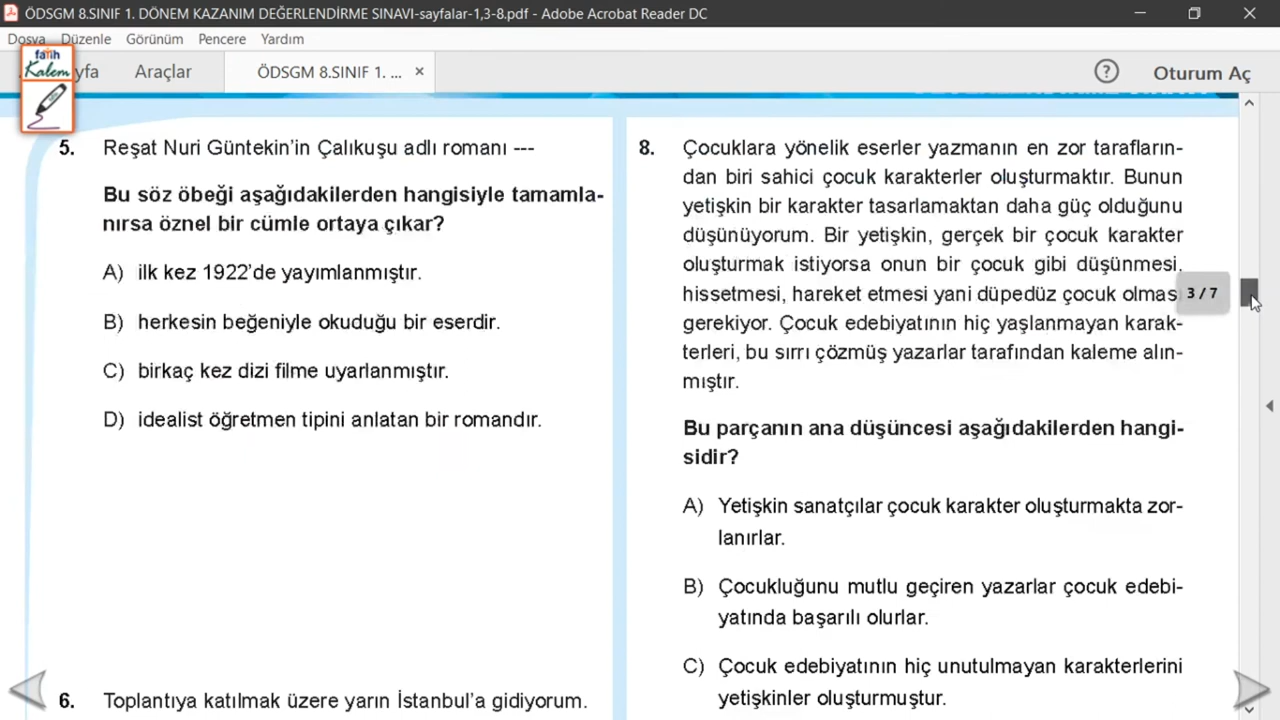 ÖDSGM 8.SINIF 1. DÖNEM KAZANIM DEĞERLENDİRME SINAVI-sayfalar-1,3-8.pdf - Adobe Acrobat Reader DC
Dosya Düzenle Görünüm Pencere Yardım
fatih
Kalem
yfa Araçlar ÖDSGM 8.SINIF 1. ... × ? Oturum Aç
5. Reşat Nuri Güntekin’in Çalıkuşu adlı romanı ---
Bu söz öbeği aşağıdakilerden hangisiyle tamamla-
nırsa öznel bir cümle ortaya çıkar?
A) ilk kez 1922’de yayımlanmıştır.
B) herkesin beğeniyle okuduğu bir eserdir.
C) birkaç kez dizi filme uyarlanmıştır.
D) idealist öğretmen tipini anlatan bir romandır.
6. Toplantıya katılmak üzere yarın İstanbul’a gidiyorum.
8. Çocuklara yönelik eserler yazmanın en zor tarafların-
dan biri sahici çocuk karakterler oluşturmaktır. Bunun
yetişkin bir karakter tasarlamaktan daha güç olduğunu
düşünüyorum. Bir yetişkin, gerçek bir çocuk karakter
oluşturmak istiyorsa onun bir çocuk gibi düşünmesi,
hissetmesi, hareket etmesi yani düpedüz çocuk olması
gerekiyor. Çocuk edebiyatının hiç yaşlanmayan karak-
terleri, bu sırrı çözmüş yazarlar tarafından kaleme alın-
mıştır.
Bu parçanın ana düşüncesi aşağıdakilerden hangi-
sidir?
A) Yetişkin sanatçılar çocuk karakter oluşturmakta zor-
lanırlar.
B) Çocukluğunu mutlu geçiren yazarlar çocuk edebi-
yatında başarılı olurlar.
C) Çocuk edebiyatının hiç unutulmayan karakterlerini
yetişkinler oluşturmuştur.
3 / 7